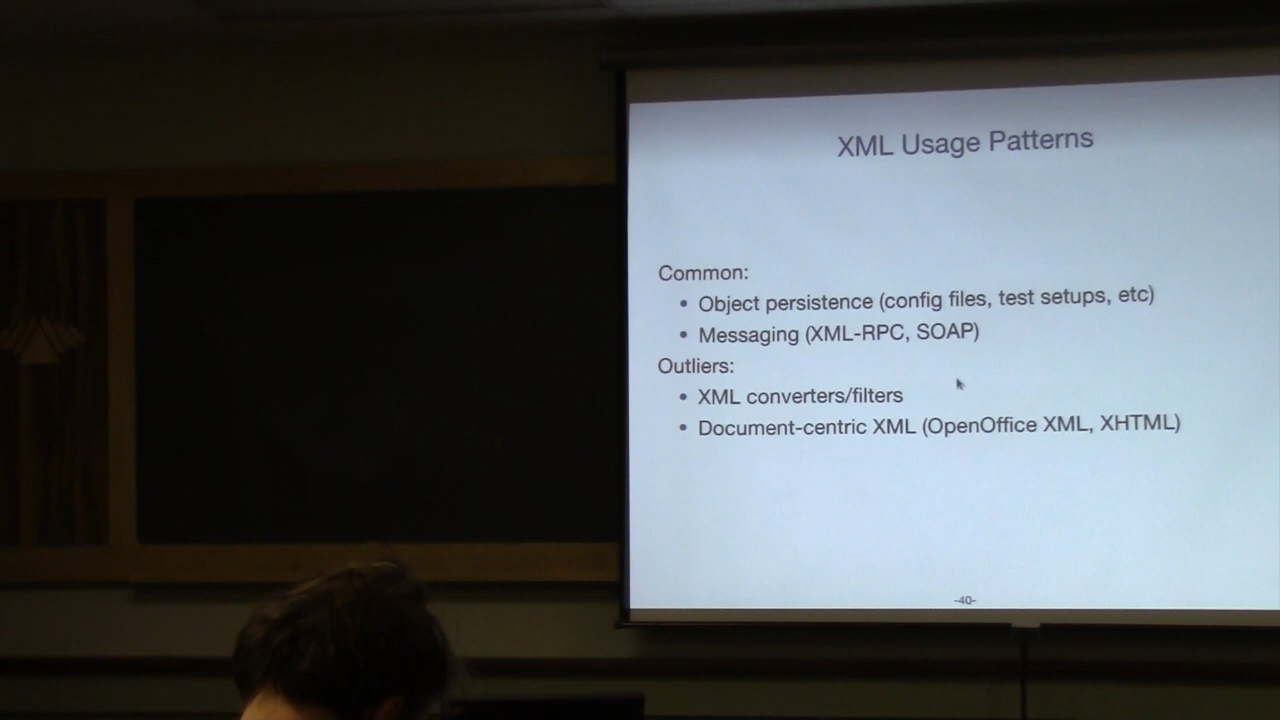 XML Usage Patterns
Common:
• Object persistence (config files, test setups, etc)
• Messaging (XML-RPC, SOAP)
Outliers:
• XML converters/filters
• Document-centric XML (OpenOffice XML, XHTML)
-40-